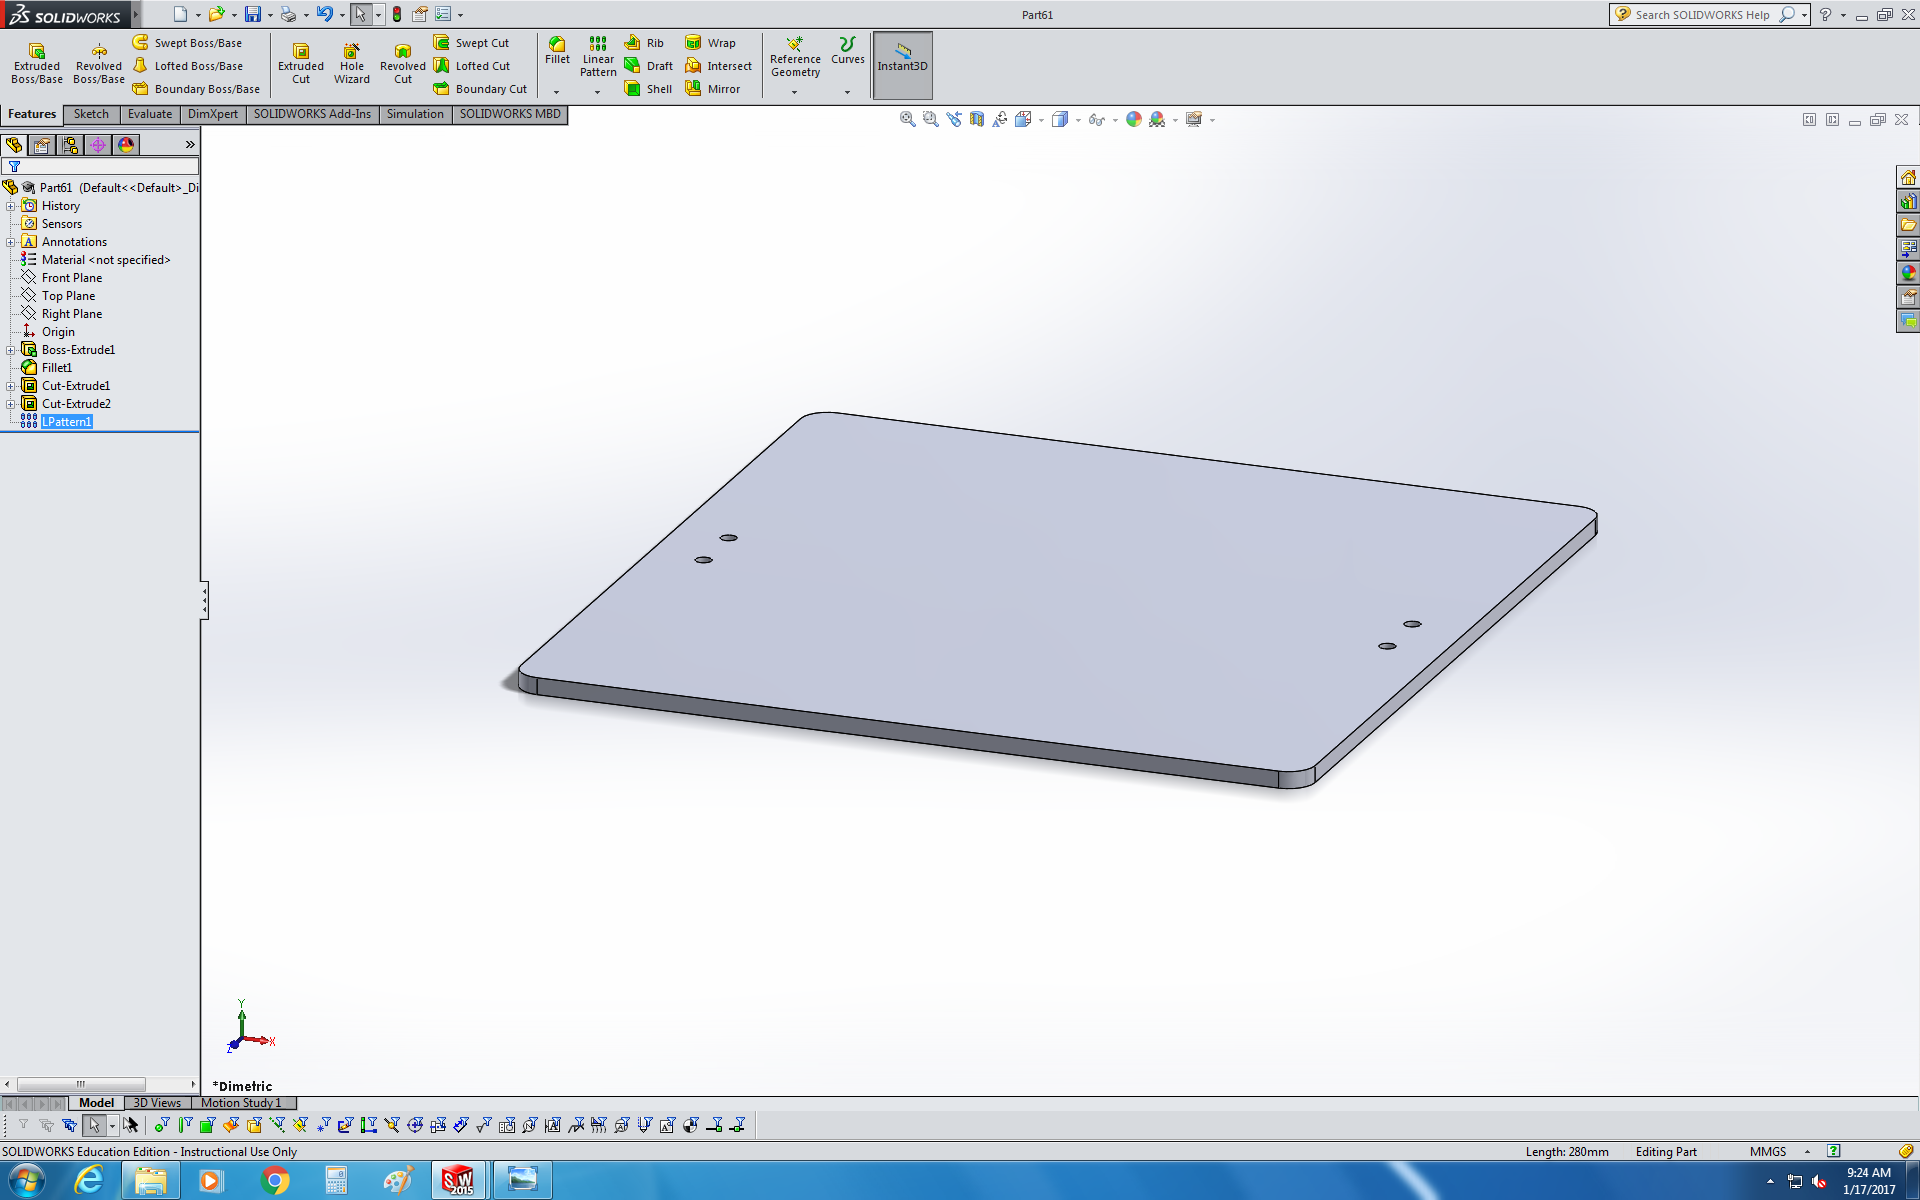 SOLIDWORKS
Part61
Search SOLIDWORKS Help
Extruded Boss/Base
Revolved Boss/Base
Swept Boss/Base
Lofted Boss/Base
Boundary Boss/Base
Extruded Cut
Hole Wizard
Revolved Cut
Swept Cut
Lofted Cut
Boundary Cut
Fillet
Linear Pattern
Rib
Draft
Shell
Wrap
Intersect
Mirror
Reference Geometry
Curves
Instant3D
Features
Sketch
Evaluate
DimXpert
SOLIDWORKS Add-Ins
Simulation
SOLIDWORKS MBD
Part61 (Default<<Default>_Di
History
Sensors
Annotations
Material <not specified>
Front Plane
Top Plane
Right Plane
Origin
Boss-Extrude1
Fillet1
Cut-Extrude1
Cut-Extrude2
LPattern1
Y
X
Z
*Dimetric
Model
3D Views
Motion Study 1
SOLIDWORKS Education Edition - Instructional Use Only
Length: 280mm
Editing Part
MMGS
SW
2015
9:24 AM
1/17/2017